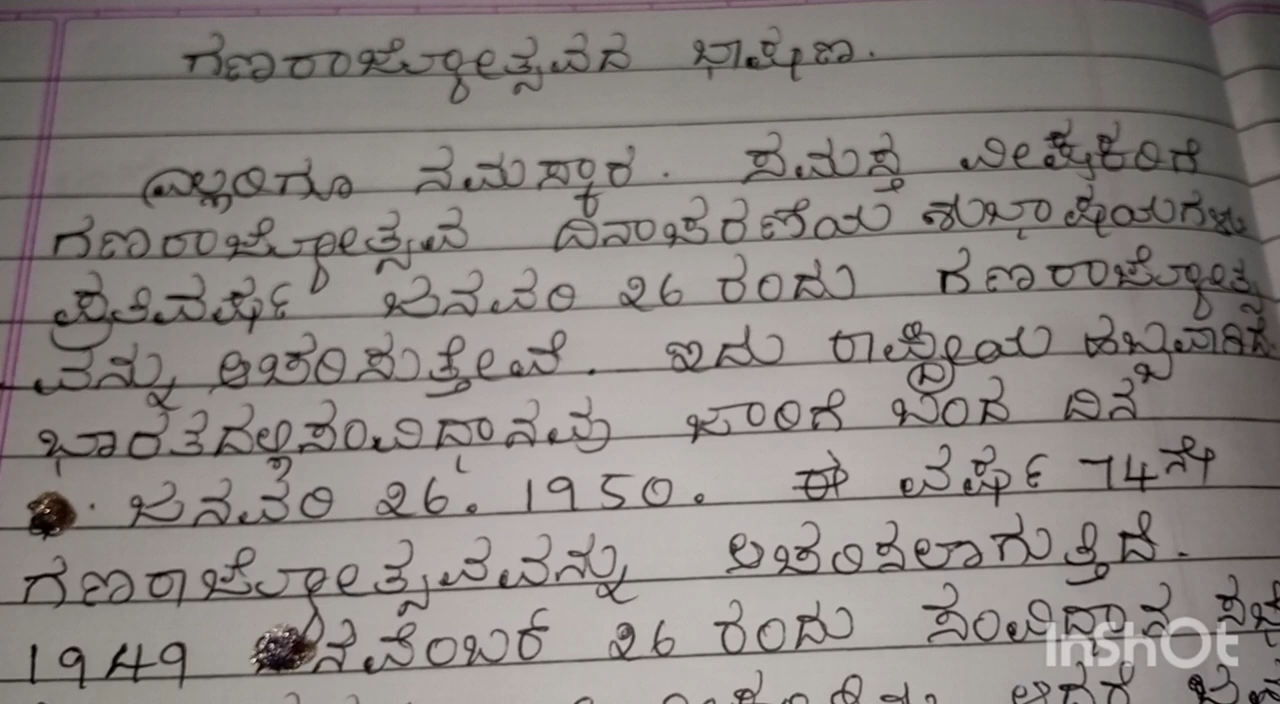 ಗಣರಾಜ್ಯೋತ್ಸವದ ಭಾಷಣ.
ಎಲ್ಲರಿಗೂ ನಮಸ್ಕಾರ. ಸಮಸ್ತ ವೀಕ್ಷಕರಿಗೆ
ಗಣರಾಜ್ಯೋತ್ಸವ ದಿನಾಚರಣೆಯ ಶುಭಾಷಯಗಳು
ಪ್ರತಿವರ್ಷ ಜನವರಿ 26 ರಂದು ಗಣರಾಜ್ಯೋತ್ಸ
ವನ್ನು ಆಚರಿಸುತ್ತೇವೆ. ಇದು ರಾಷ್ಟ್ರೀಯ ಹಬ್ಬವಾಗಿದೆ
ಭಾರತದಲ್ಲಿ ಸಂವಿಧಾನವು ಜಾರಿಗೆ ಬಂದ ದಿನ
ಜನವರಿ 26. 1950. ಈ ವರ್ಷ 74ನೇ
ಗಣರಾಜ್ಯೋತ್ಸವವನ್ನು ಆಚರಿಸಲಾಗುತ್ತಿದೆ.
1949 ನವೆಂಬರ್ 26 ರಂದು ಸಂವಿಧಾನ
InShOt